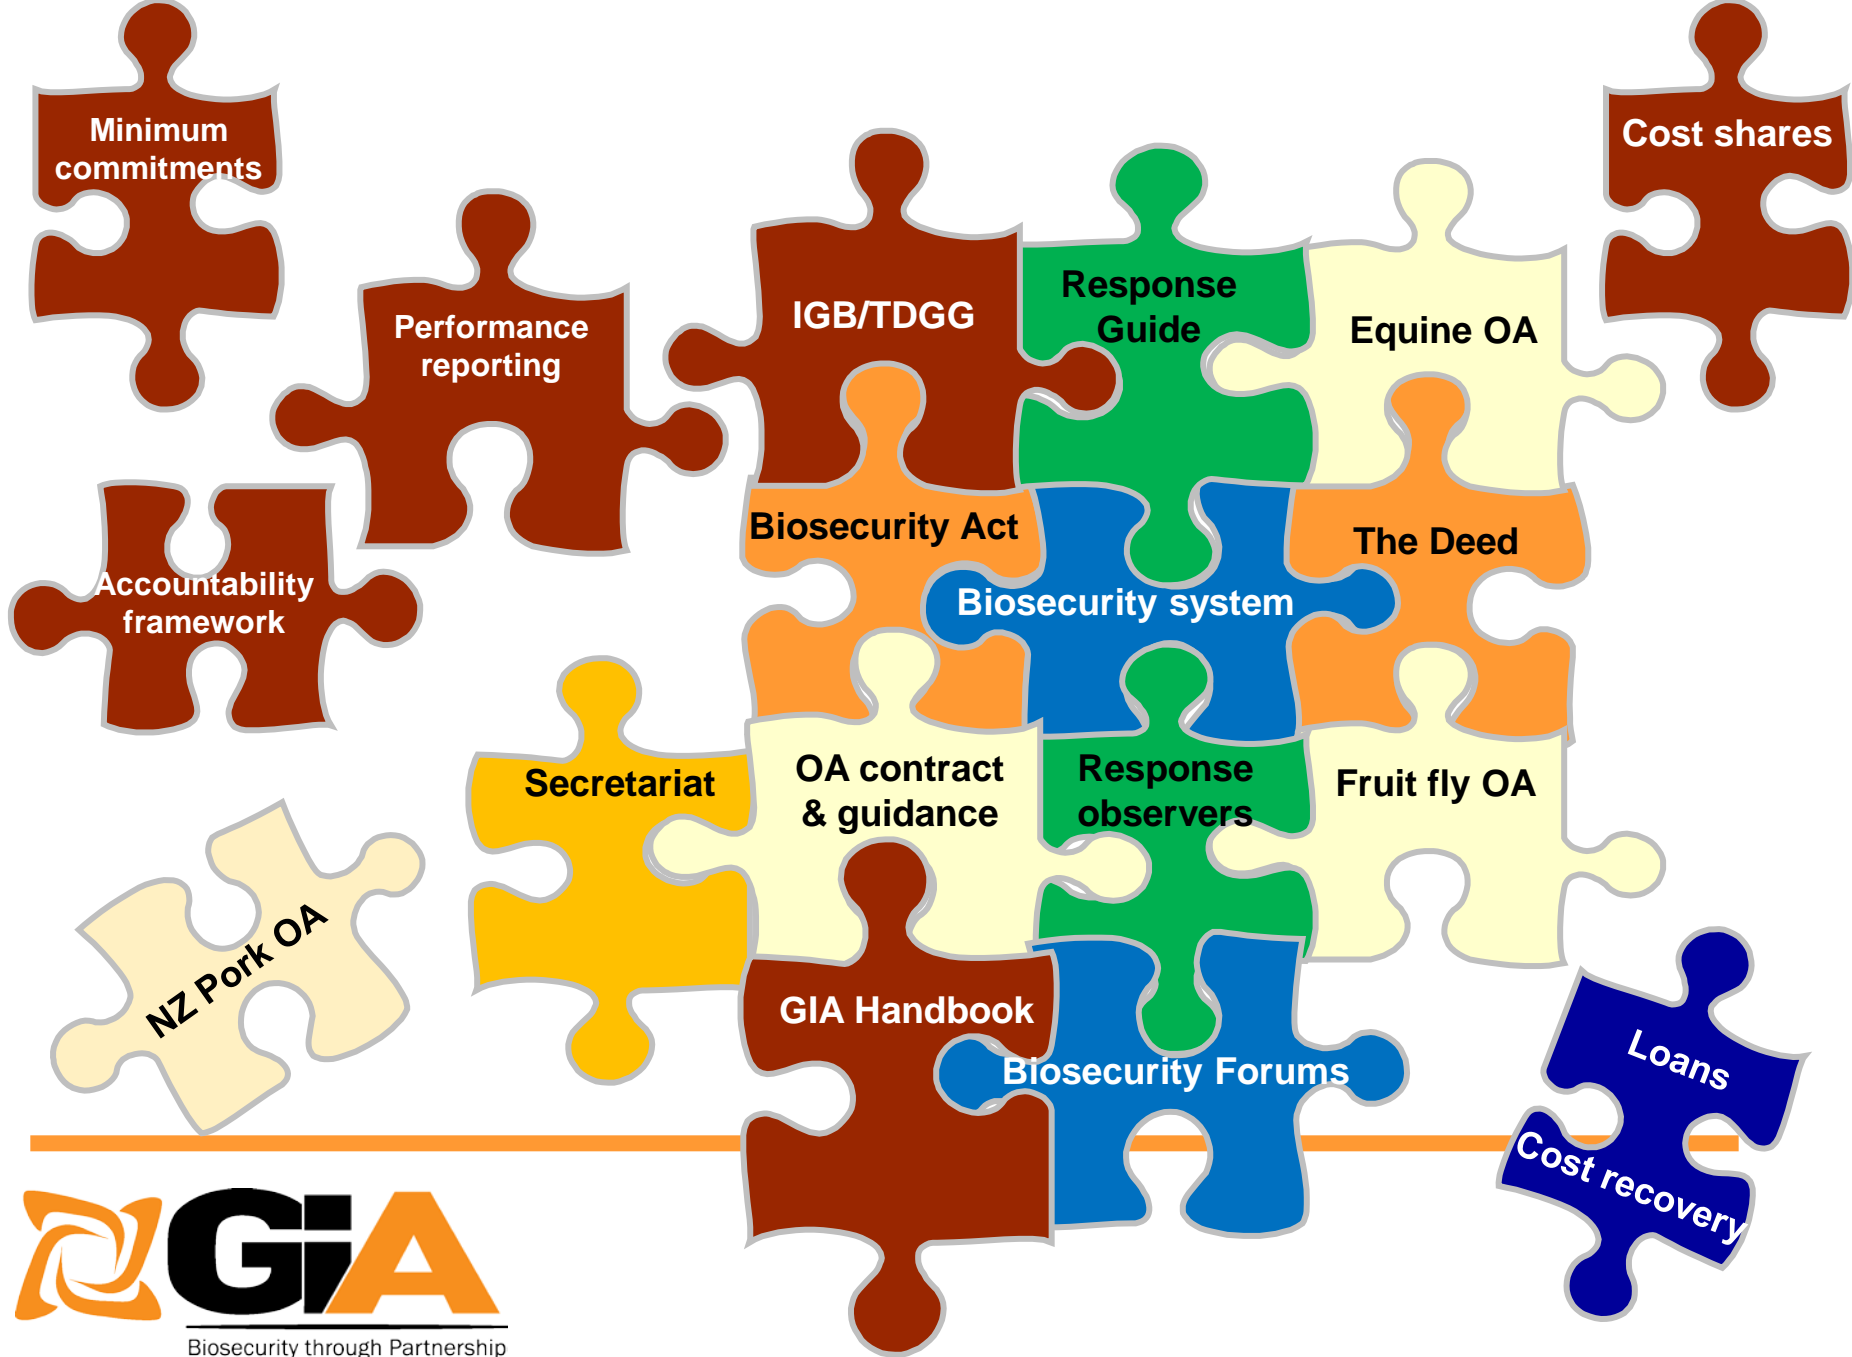 Minimum
commitments
Cost shares
Performance
reporting
IGB/TDGG
Response
Guide
Equine OA
Accountability
framework
Biosecurity Act
Biosecurity system
The Deed
Secretariat
OA contract
& guidance
Response
observers
Fruit fly OA
NZ Pork OA
GIA Handbook
Biosecurity Forums
Loans
Cost recovery
GiA
Biosecurity through Partnership